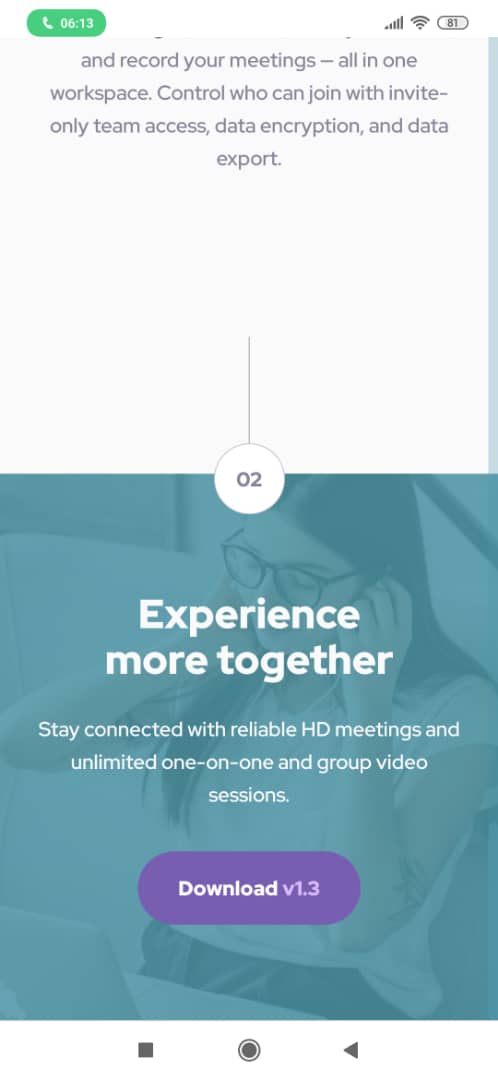 06:13
81
and record your meetings — all in one
workspace. Control who can join with invite-
only team access, data encryption, and data
export.
02
Experience
more together
Stay connected with reliable HD meetings and
unlimited one-on-one and group video
sessions.
Download v1.3